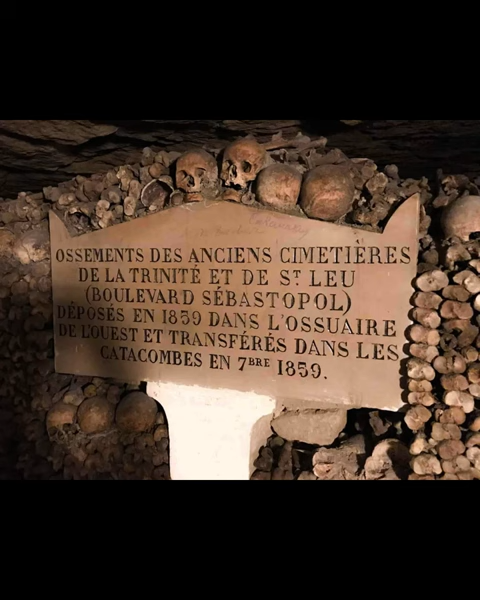 OSSEMENTS DES ANCIENS CIMETIÈRES
DE LA TRINITÉ ET DE ST. LEU
(BOULEVARD SÉBASTOPOL)
DÉPOSÉS EN 1859 DANS L'OSSUAIRE
DE L'OUEST ET TRANSFÉRÉS DANS LES
CATACOMBES EN 7BRE 1859.